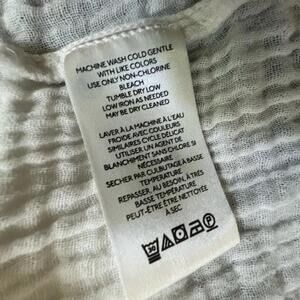 MACHINE WASH COLD GENTLE
WITH LIKE COLORS
USE ONLY NON-CHLORINE
BLEACH
TUMBLE DRY LOW
LOW IRON AS NEEDED
MAY BE DRY CLEANED
LAVER À LA MACHINE À L'EAU
FROIDE AVEC COULEURS
SIMILAIRES CYCLE DÉLICAT
UTILISER UN AGENT DE
BLANCHIMENT SANS CHLORE SI
NÉCESSAIRE
SECHER PAR CULBUTAGE À BASSE
TEMPÉRATURE
REPASSER, AU BESOIN, À TRÈS
BASSE TEMPÉRATURE
PEUT-ÊTRE ÊTRE NETTOYÉE
À SEC